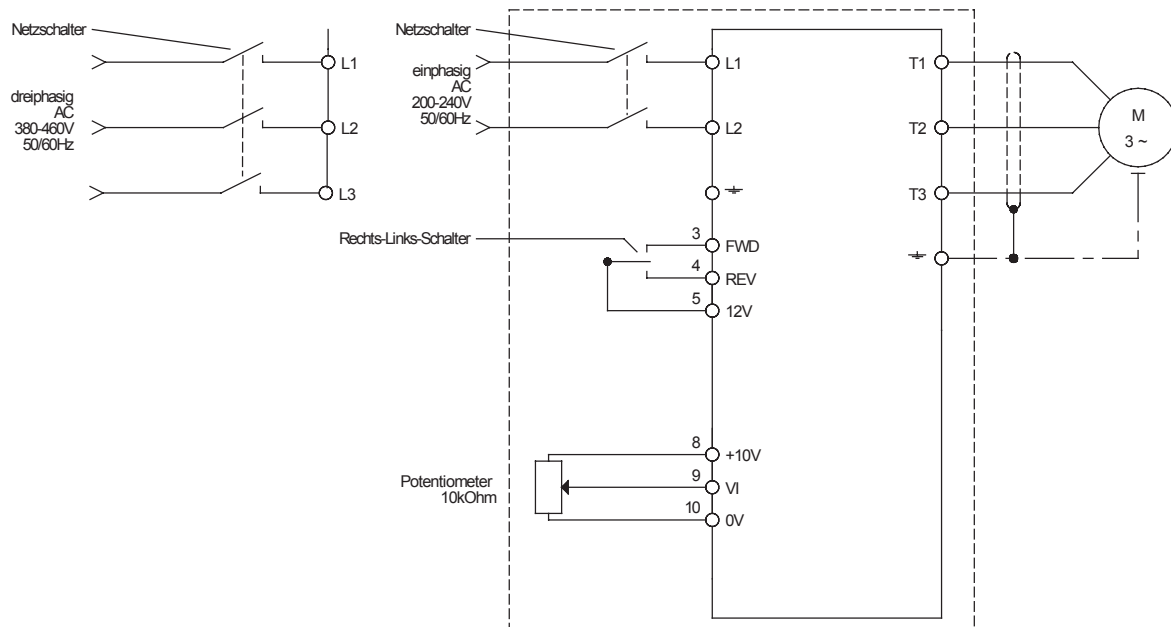 Netzschalter
dreiphasig
AC
380-460V
50/60Hz
L1
L2
L3
Netzschalter
einphasig
AC
200-240V
50/60Hz
L1
L2
T1
T2
T3
M
3 ~
Rechts-Links-Schalter
3
FWD
4
REV
5
12V
Potentiometer
10kOhm
8
+10V
9
VI
10
0V